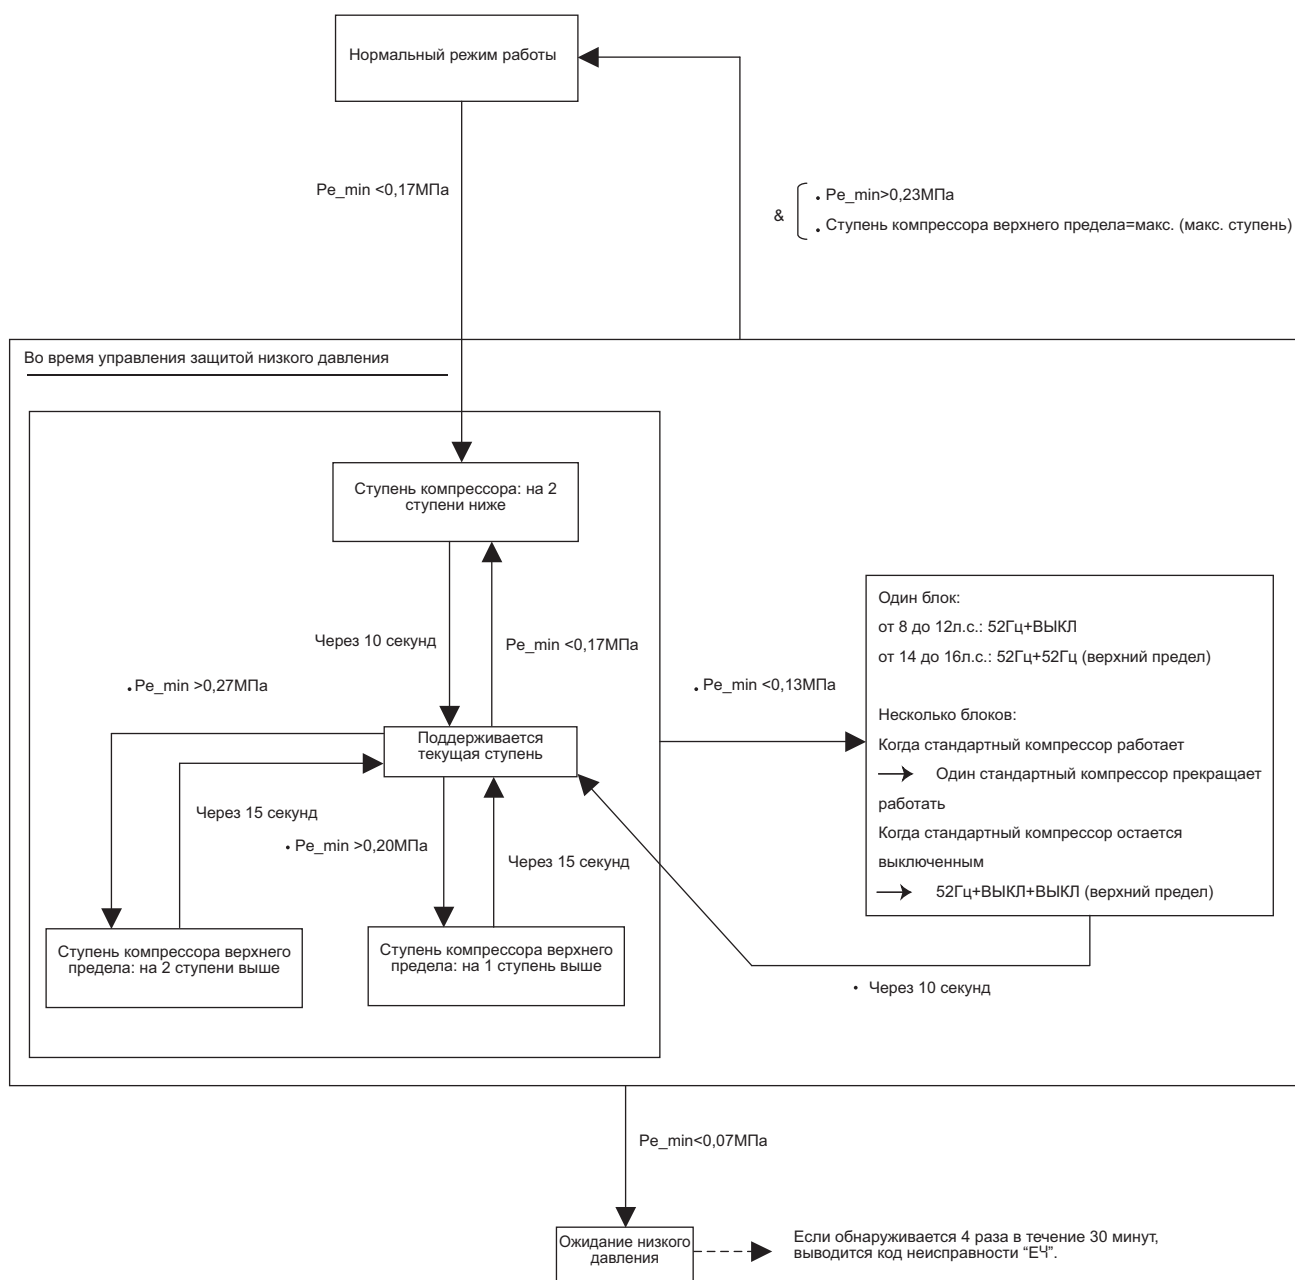 Нормальный режим работы
Pe_min <0,17МПа
&
• Pe_min>0,23МПа
• Ступень компрессора верхнего предела=макс. (макс. ступень)
Во время управления защитой низкого давления
Ступень компрессора: на 2
ступени ниже
Через 10 секунд
Pe_min <0,17МПа
• Pe_min >0,27МПа
Поддерживается
текущая ступень
Через 15 секунд
• Pe_min >0,20МПа
Через 15 секунд
Ступень компрессора верхнего
предела: на 2 ступени выше
Ступень компрессора верхнего
предела: на 1 ступень выше
• Pe_min <0,13МПа
Один блок:
от 8 до 12л.с.: 52Гц+ВЫКЛ
от 14 до 16л.с.: 52Гц+52Гц (верхний предел)
Несколько блоков:
Когда стандартный компрессор работает
→ Один стандартный компрессор прекращает
работать
Когда стандартный компрессор остается
выключенным
→ 52Гц+ВЫКЛ+ВЫКЛ (верхний предел)
• Через 10 секунд
Pe_min<0,07МПа
Ожидание низкого
давления
Если обнаруживается 4 раза в течение 30 минут,
выводится код неисправности “EЧ”.